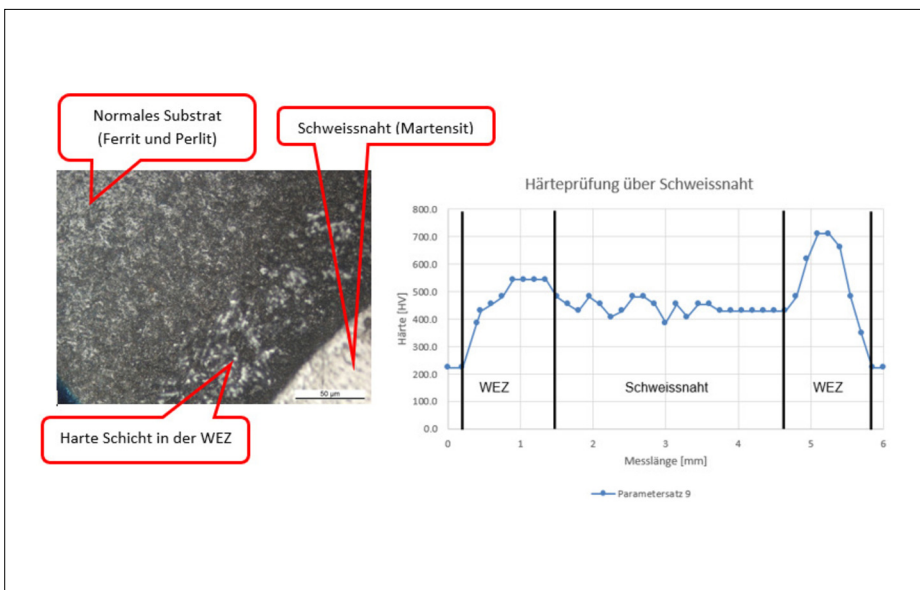 Normales Substrat
(Ferrit und Perlit)
Schweissnaht (Martensit)
50 µm
Harte Schicht in der WEZ
Härteprüfung über Schweissnaht
Härte [HV]
800.0
700.0
600.0
500.0
400.0
300.0
200.0
100.0
0.0
WEZ
Schweissnaht
WEZ
0 1 2 3 4 5 6
Messlänge [mm]
Parametersatz 9